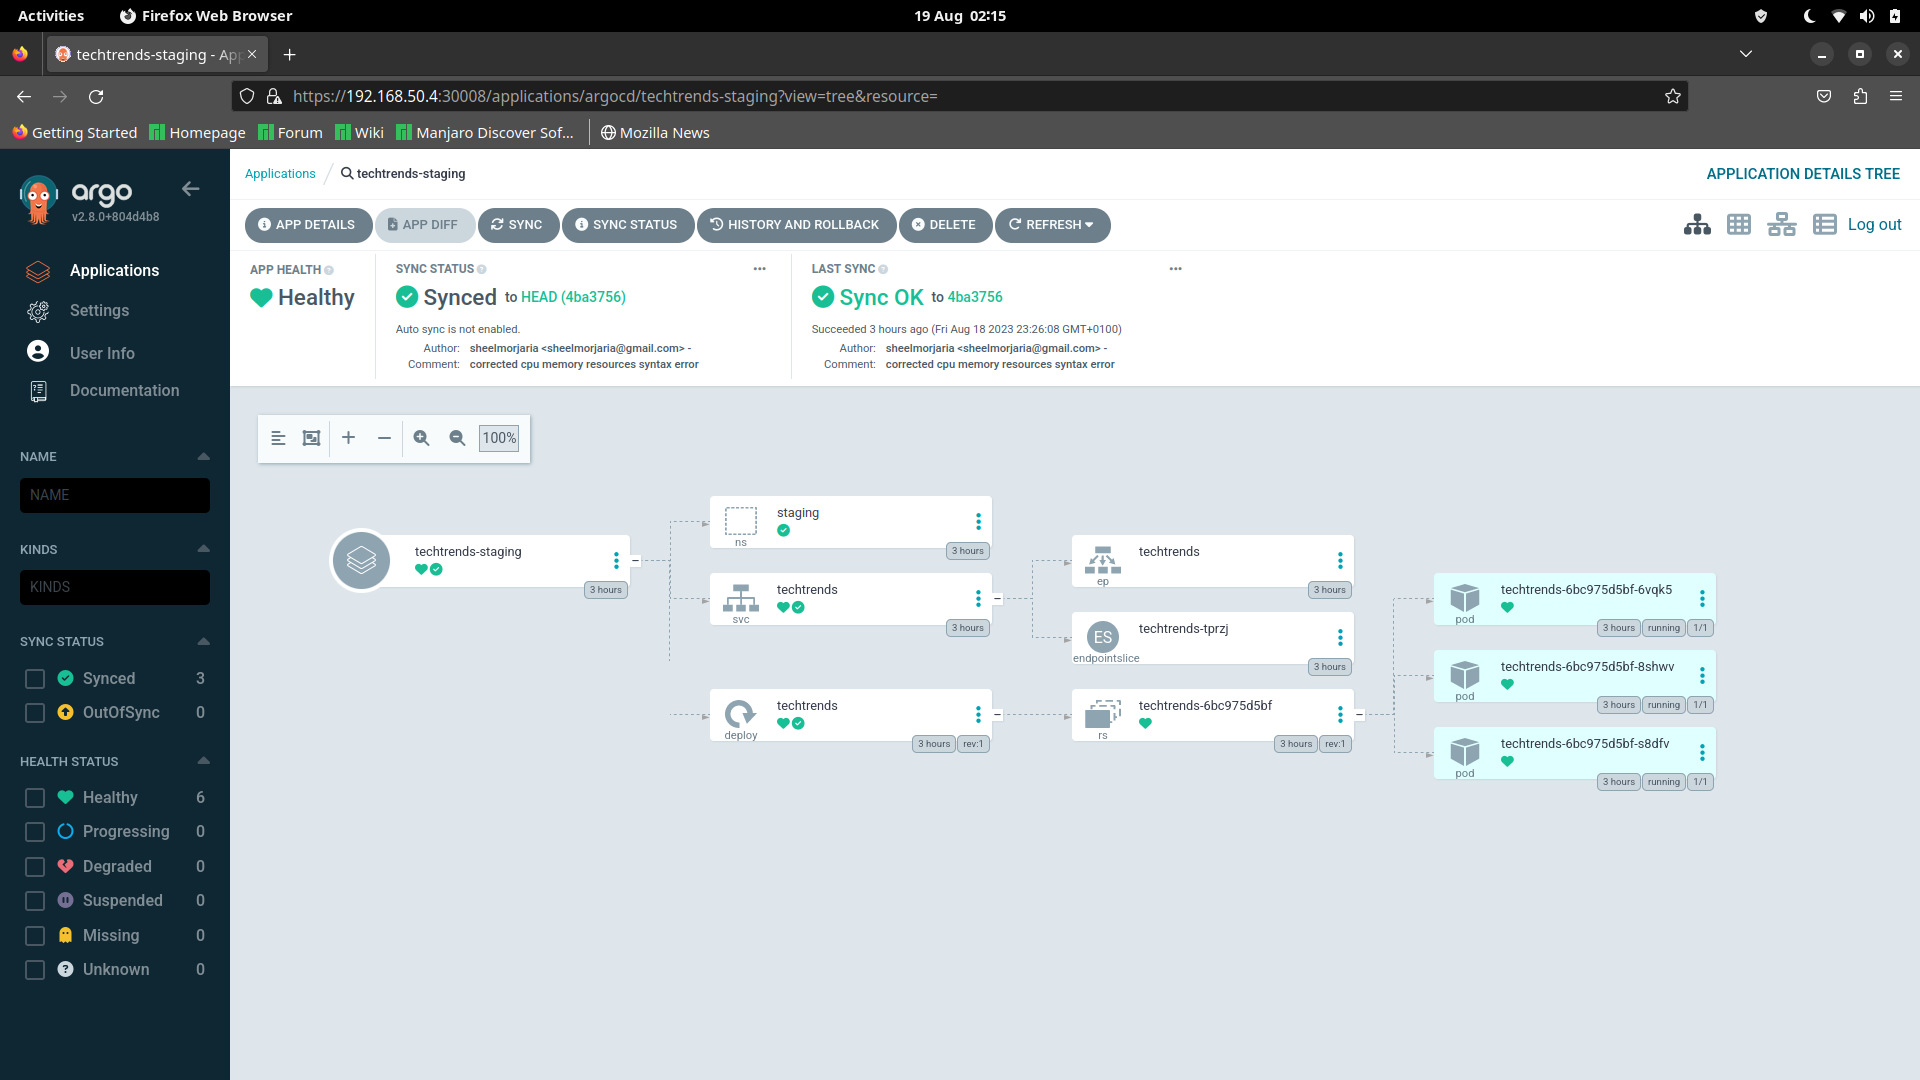 Activities
Firefox Web Browser
19 Aug 02:15
techtrends-staging - Ap
https://192.168.50.4:30008/applications/argocd/techtrends-staging?view=tree&resource=
Getting Started
Homepage
Forum
Wiki
Manjaro Discover Sof...
Mozilla News
argo
v2.8.0+804d4b8
Applications
Settings
User Info
Documentation
NAME
NAME
KINDS
KINDS
SYNC STATUS
Synced 3
OutOfSync 0
HEALTH STATUS
Healthy 6
Progressing 0
Degraded 0
Suspended 0
Missing 0
Unknown 0
Applications / techtrends-staging
APPLICATION DETAILS TREE
APP DETAILS
APP DIFF
SYNC
SYNC STATUS
HISTORY AND ROLLBACK
DELETE
REFRESH
Log out
APP HEALTH
Healthy
SYNC STATUS
Synced to HEAD (4ba3756)
Auto sync is not enabled.
Author: sheelmorjaria <sheelmorjaria@gmail.com> -
Comment: corrected cpu memory resources syntax error
LAST SYNC
Sync OK to 4ba3756
Succeeded 3 hours ago (Fri Aug 18 2023 23:26:08 GMT+0100)
Author: sheelmorjaria <sheelmorjaria@gmail.com> -
Comment: corrected cpu memory resources syntax error
100%
techtrends-staging
3 hours
staging
ns
3 hours
techtrends
svc
3 hours
techtrends
deploy
3 hours
rev:1
techtrends
ep
3 hours
ES
techtrends-tprzj
endpointslice
3 hours
techtrends-6bc975d5bf
rs
3 hours
rev:1
techtrends-6bc975d5bf-6vqk5
pod
3 hours
running
1/1
techtrends-6bc975d5bf-8shwv
pod
3 hours
running
1/1
techtrends-6bc975d5bf-s8dfv
pod
3 hours
running
1/1